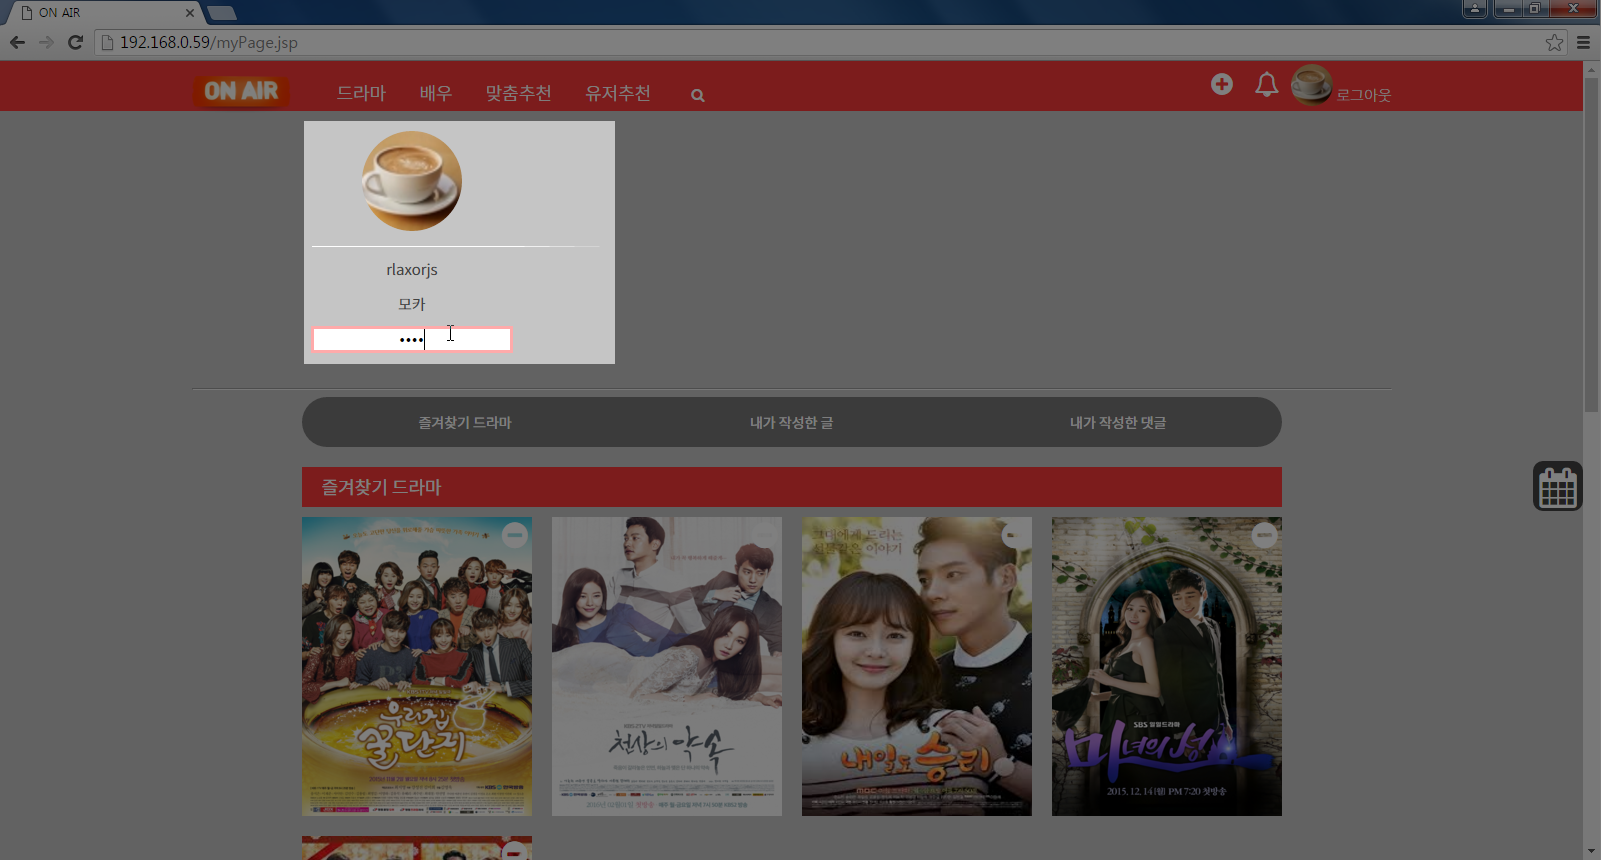 ON AIR
192.168.0.59/myPage.jsp
ON AIR 드라마 배우 맞춤추천 유저추천 로그아웃
rlaxorjs
모카
••••
즐겨찾기 드라마 내가 작성한 글 내가 작성한 댓글
즐겨찾기 드라마
우리집
꿀단지
천상의 약속
그대에게 드리는
선물같은 이야기
내일도 승리
MBC
SBS 일일드라마
마녀의 성
2015. 12. 14(월) PM 7:20 첫방송